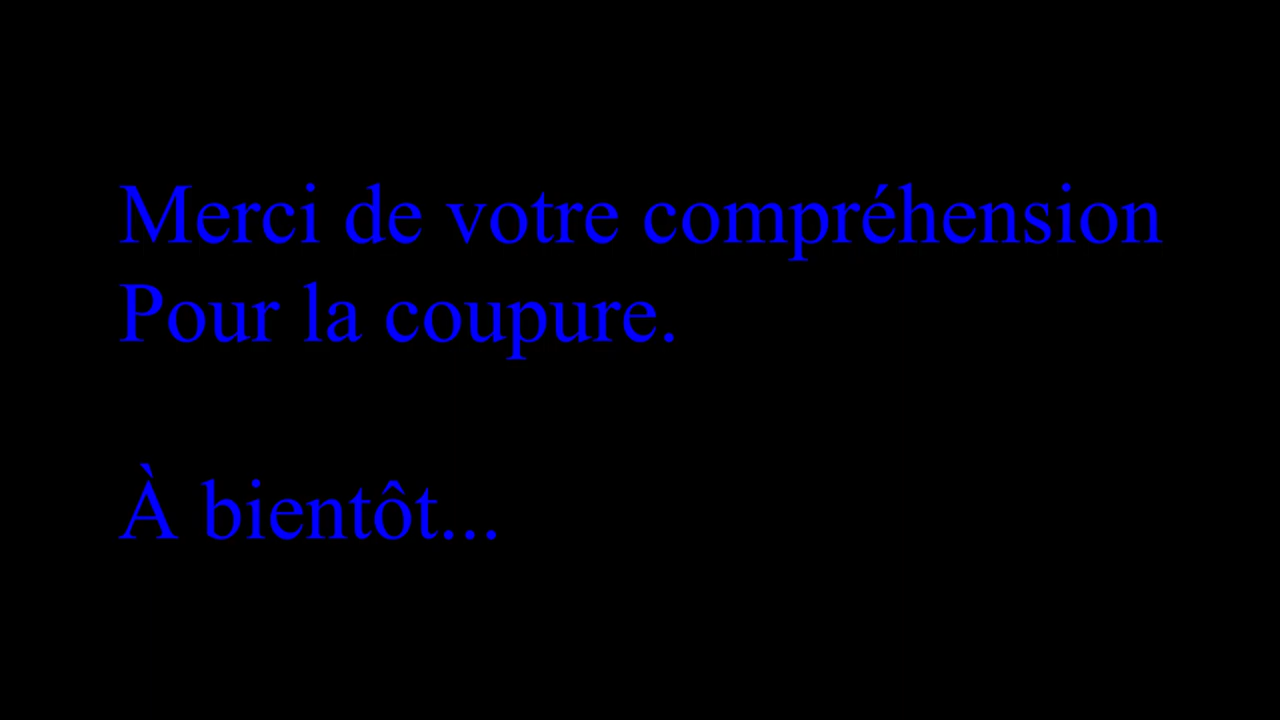 Merci de votre compréhension
Pour la coupure.
À bientôt...